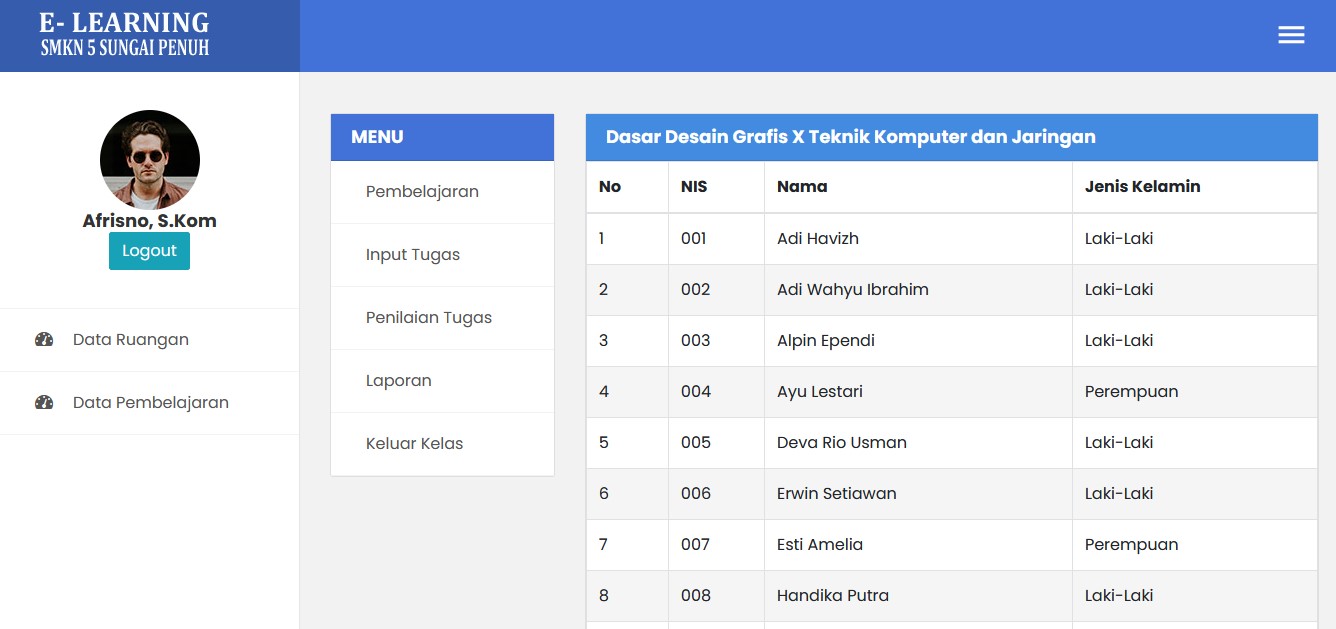 E- LEARNING
SMKN 5 SUNGAI PENUH
Afrisno, S.Kom
Logout
Data Ruangan
Data Pembelajaran
MENU
Pembelajaran
Input Tugas
Penilaian Tugas
Laporan
Keluar Kelas
Dasar Desain Grafis X Teknik Komputer dan Jaringan
No NIS Nama Jenis Kelamin
1 001 Adi Havizh Laki-Laki
2 002 Adi Wahyu Ibrahim Laki-Laki
3 003 Alpin Ependi Laki-Laki
4 004 Ayu Lestari Perempuan
5 005 Deva Rio Usman Laki-Laki
6 006 Erwin Setiawan Laki-Laki
7 007 Esti Amelia Perempuan
8 008 Handika Putra Laki-Laki